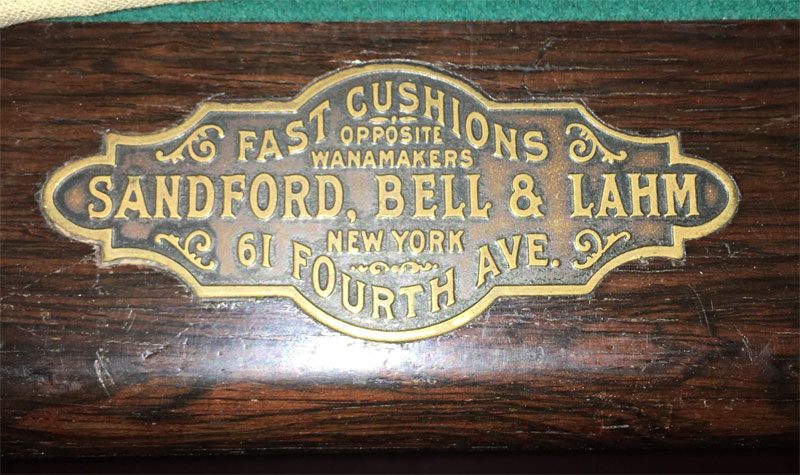 FAST CUSHIONS
OPPOSITE
WANAMAKERS
SANDFORD, BELL & LAHM
NEW YORK
61 FOURTH AVE.